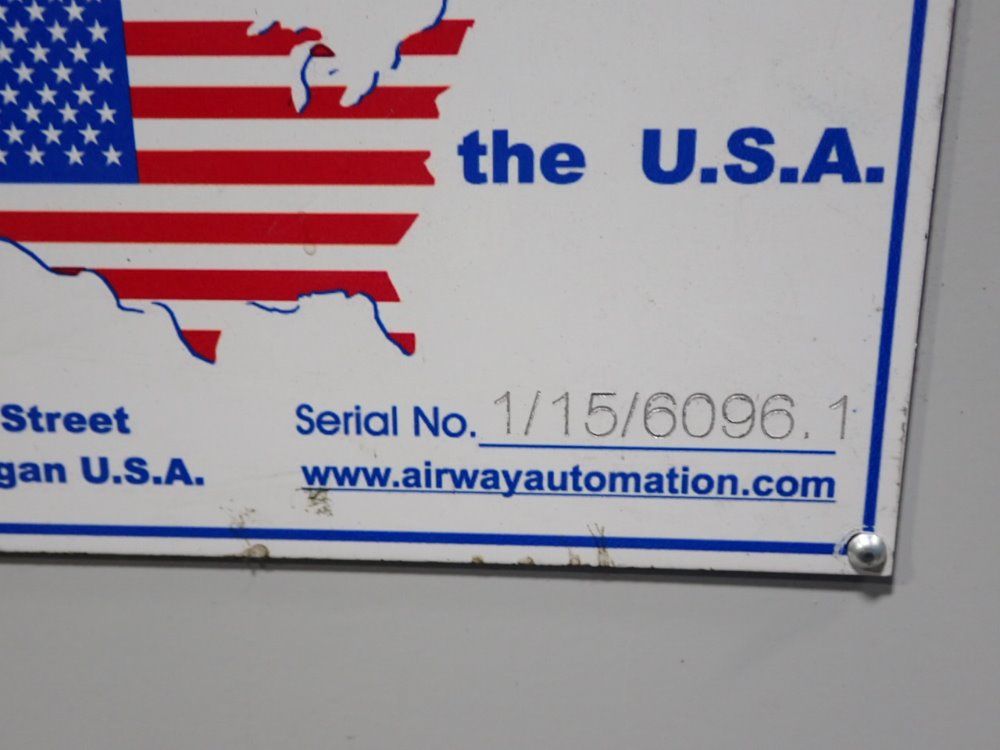 the U.S.A.
Street
gan U.S.A.
Serial No. 1/15/6096.1
www.airwayautomation.com